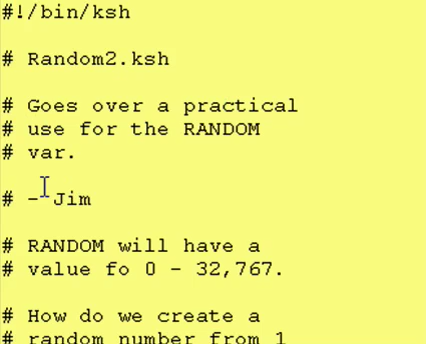 #!/bin/ksh
# Random2.ksh
# Goes over a practical
# use for the RANDOM
# var.
# - Jim
# RANDOM will have a
# value fo 0 - 32,767.
# How do we create a
# random number from 1